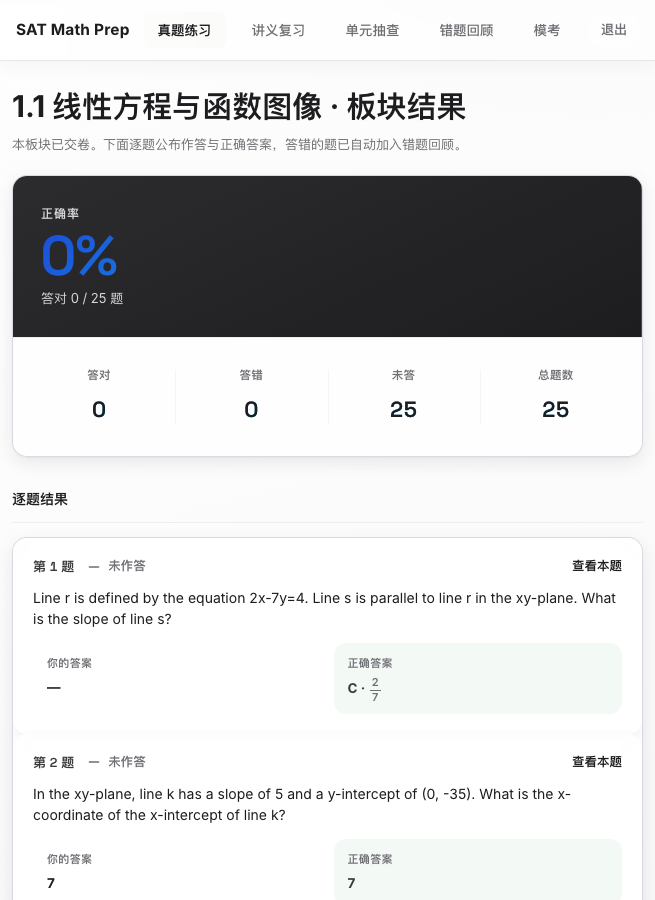 SAT Math Prep 真题练习 讲义复习 单元抽查 错题回顾 模考 退出
1.1 线性方程与函数图像 · 板块结果
本板块已交卷。下面逐题公布作答与正确答案，答错的题已自动加入错题回顾。
正确率
0%
答对 0 / 25 题
答对 答错 未答 总题数
0 0 25 25
逐题结果
第 1 题 — 未作答 查看本题
Line r is defined by the equation 2x-7y=4. Line s is parallel to line r in the xy-plane. What
is the slope of line s?
你的答案 正确答案
— C · 2/7
第 2 题 — 未作答 查看本题
In the xy-plane, line k has a slope of 5 and a y-intercept of (0, -35). What is the x-
coordinate of the x-intercept of line k?
你的答案 正确答案
7 7